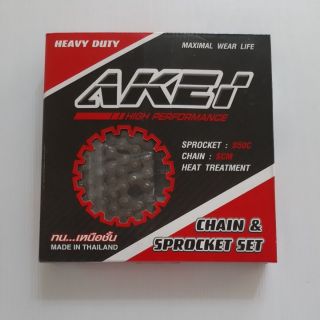 HEAVY DUTY
MAXIMAL WEAR LIFE
AKEI
HIGH PERFORMANCE
SPROCKET : S50C
CHAIN : SCM
HEAT TREATMENT
ทน...เหนือชั้น
MADE IN THAILAND
CHAIN &
SPROCKET SET